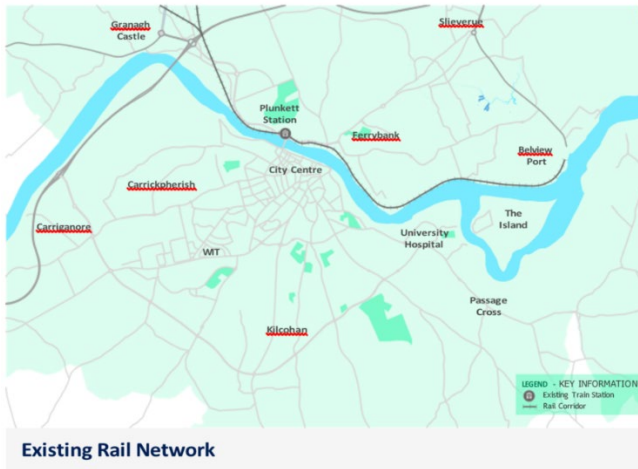 Granagh
Castle
Slieverue
Plunkett
Station
Ferrybank
Belview
Port
City Centre
Carrickpherish
The
Island
Carriganore
University
Hospital
WIT
Passage
Cross
Kilcohan
LEGEND - KEY INFORMATION
Existing Train Station
Rail Corridor
Existing Rail Network